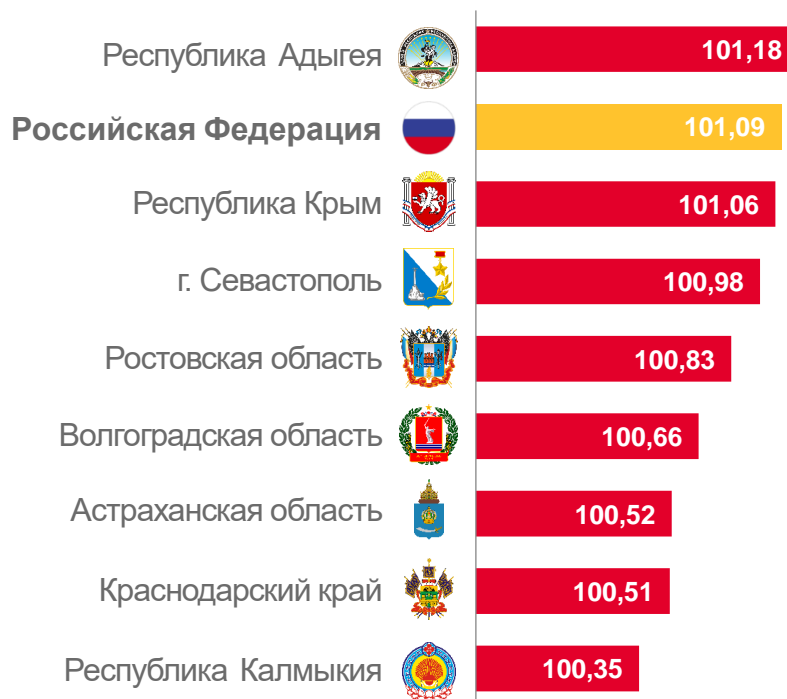 Республика Адыгея 101,18
Российская Федерация 101,09
Республика Крым 101,06
г. Севастополь 100,98
Ростовская область 100,83
Волгоградская область 100,66
Астраханская область 100,52
Краснодарский край 100,51
Республика Калмыкия 100,35